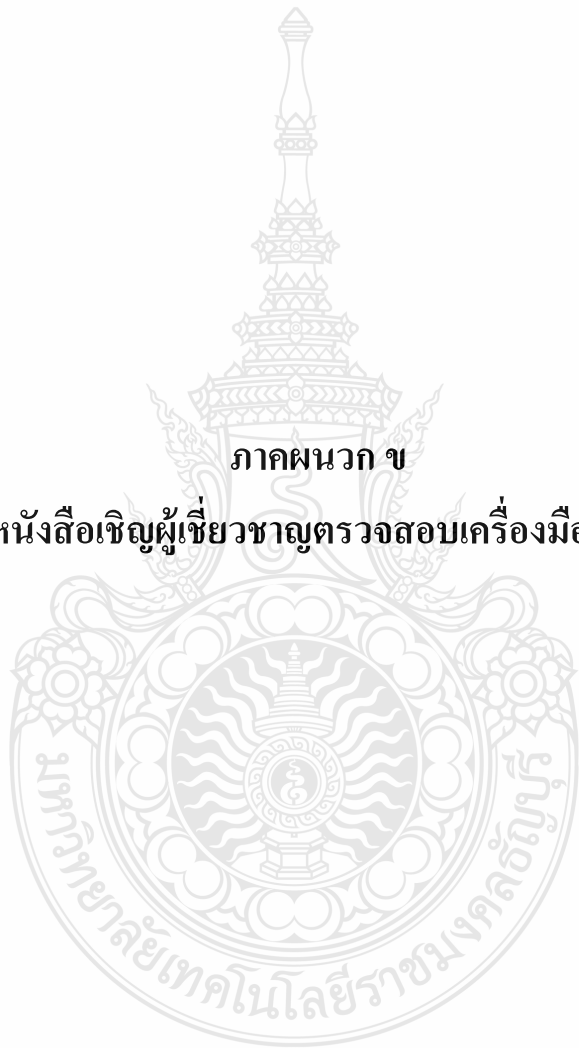 ภาคผนวก ข
หนังสือเชิญผู้เชี่ยวชาญตรวจสอบเครื่องมือ
มหาวิทยาลัยเทคโนโลยีราชมงคลธัญบุรี